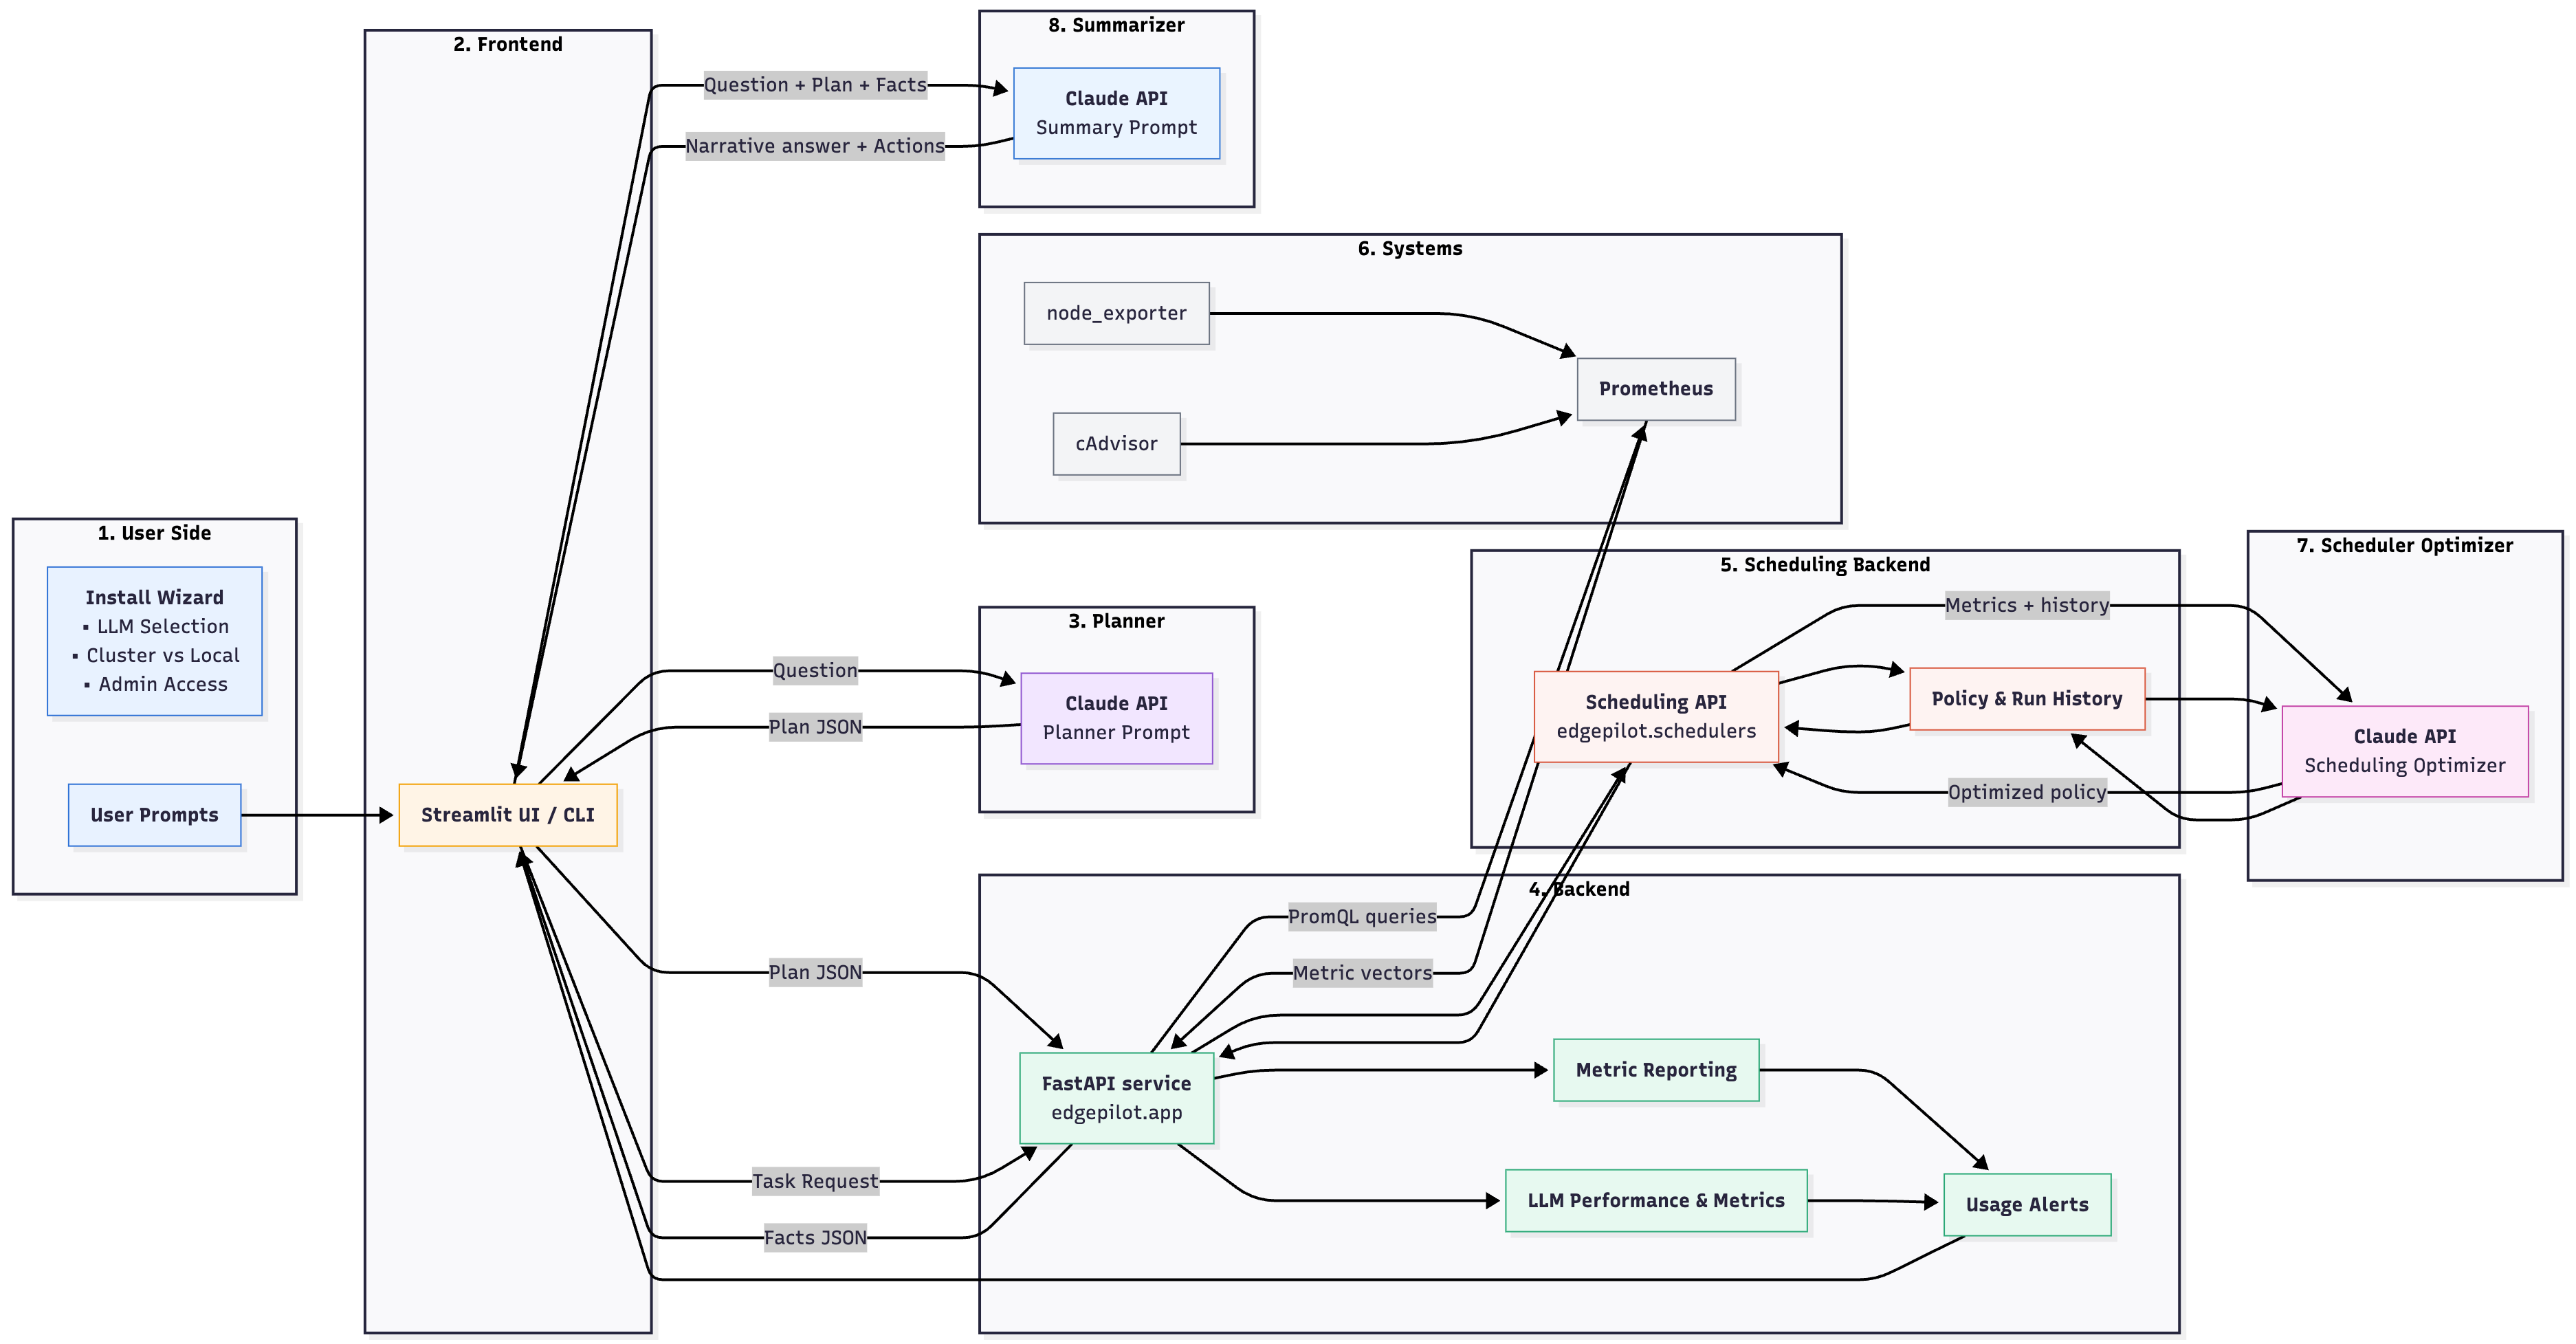 1. User Side
Install Wizard
▪ LLM Selection
▪ Cluster vs Local
▪ Admin Access
User Prompts
2. Frontend
Streamlit UI / CLI
Question + Plan + Facts
Narrative answer + Actions
8. Summarizer
Claude API
Summary Prompt
6. Systems
node_exporter
cAdvisor
Prometheus
Question
Plan JSON
3. Planner
Claude API
Planner Prompt
5. Scheduling Backend
Metrics + history
Scheduling API
edgepilot.schedulers
Policy & Run History
Optimized policy
7. Scheduler Optimizer
Claude API
Scheduling Optimizer
4. Backend
PromQL queries
Metric vectors
Plan JSON
FastAPI service
edgepilot.app
Metric Reporting
LLM Performance & Metrics
Usage Alerts
Task Request
Facts JSON